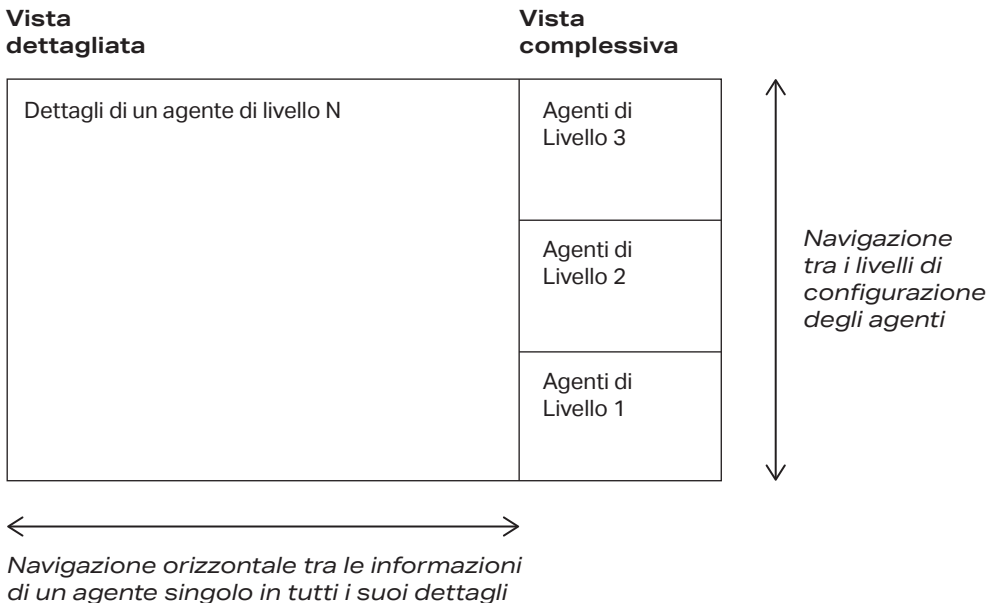 Vista
dettagliata
Vista
complessiva
Dettagli di un agente di livello N
Agenti di
Livello 3
Agenti di
Livello 2
Agenti di
Livello 1
Navigazione
tra i livelli di
configurazione
degli agenti
Navigazione orizzontale tra le informazioni
di un agente singolo in tutti i suoi dettagli